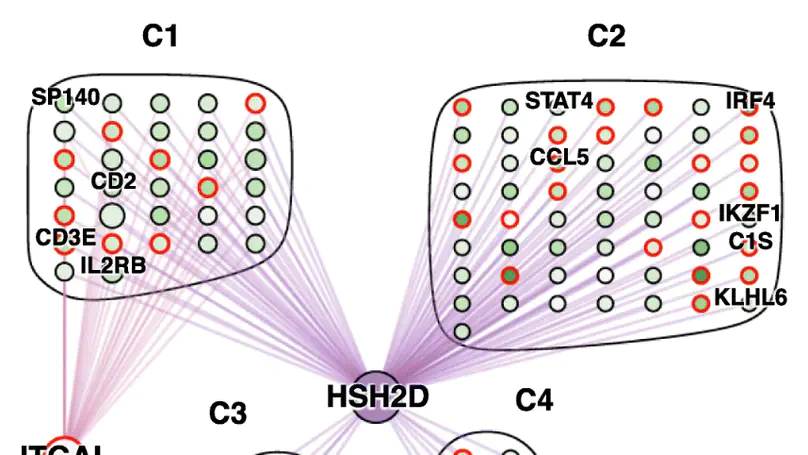 C1
C2
SP140
STAT4
IRF4
CCL5
CD2
IKZF1
CD3E
C1S
IL2RB
KLHL6
HSH2D
C3
C4
ITGAL